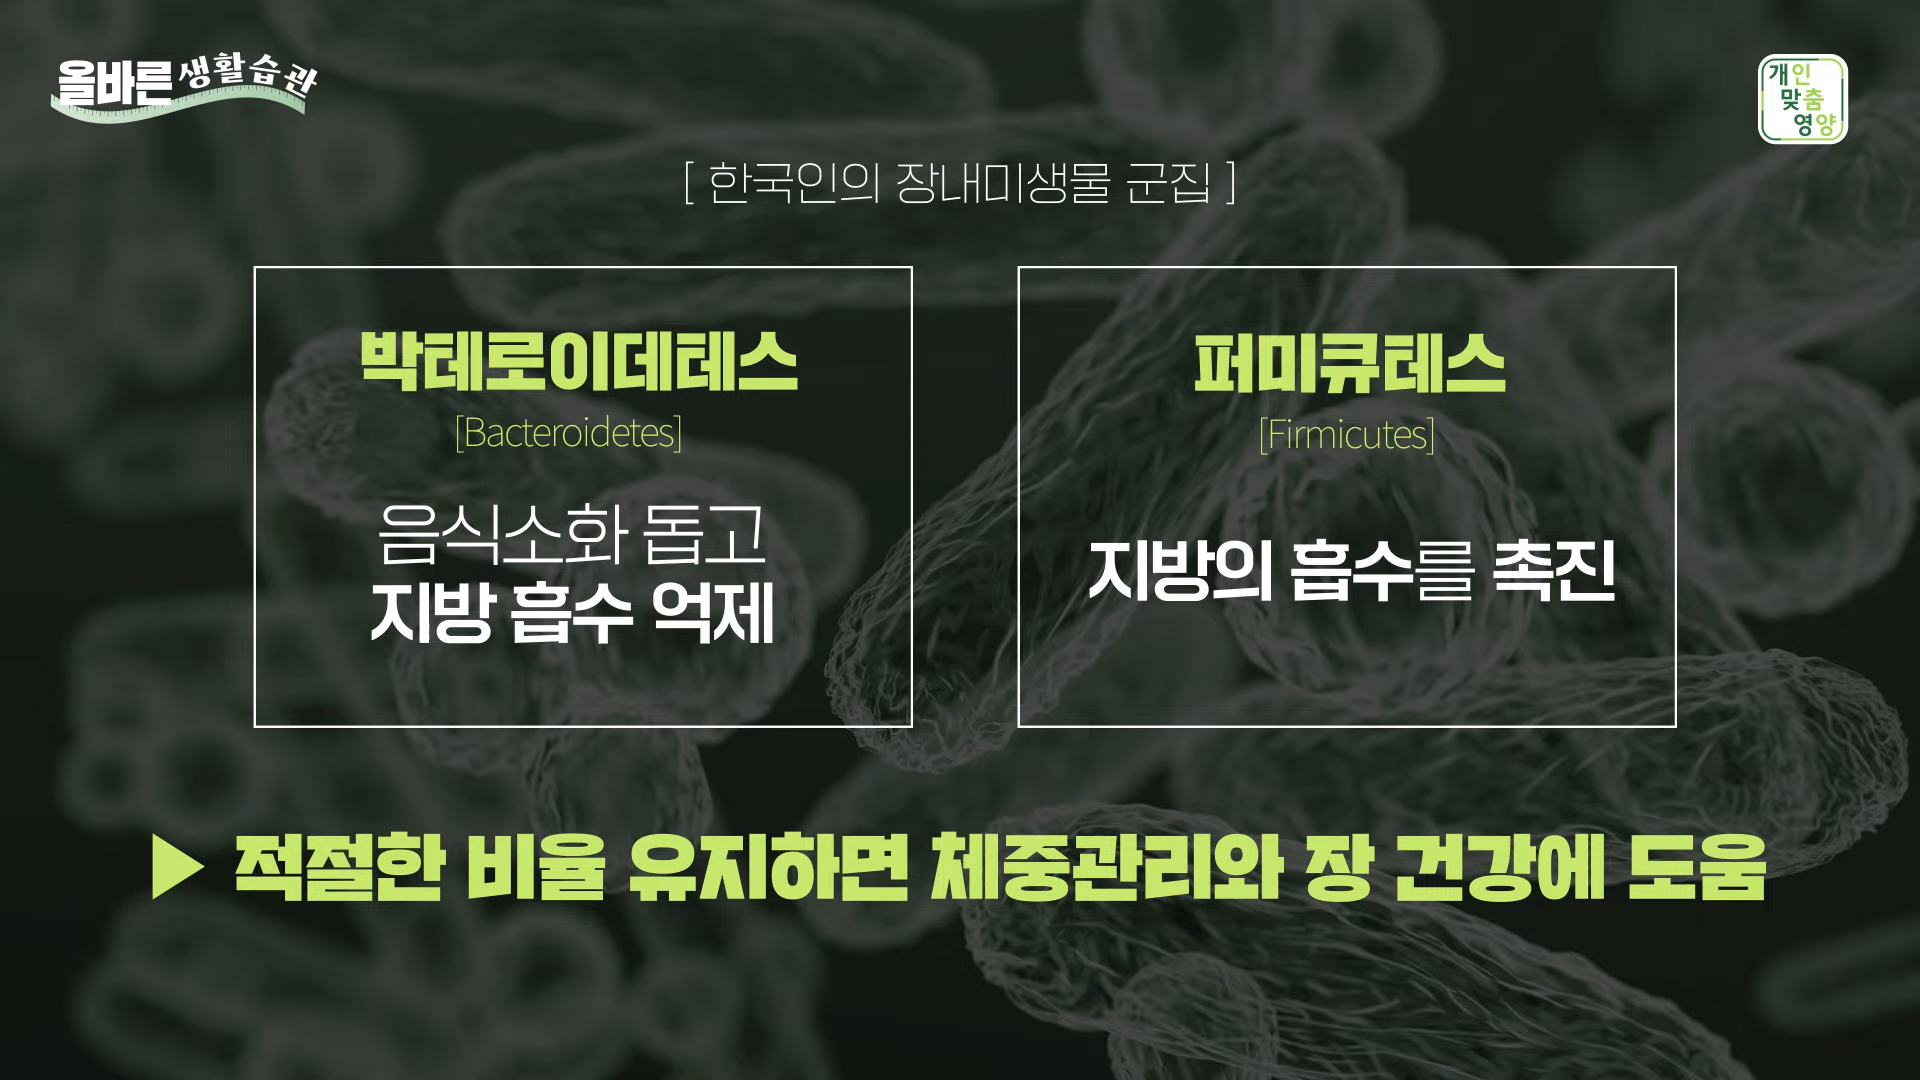 올바른 생활습관
개인
맞춤
영양
[ 한국인의 장내미생물 군집 ]
박테로이데테스
[Bacteroidetes]
음식소화 돕고
지방 흡수 억제
퍼미큐테스
[Firmicutes]
지방의 흡수를 촉진
▶ 적절한 비율 유지하면 체중관리와 장 건강에 도움